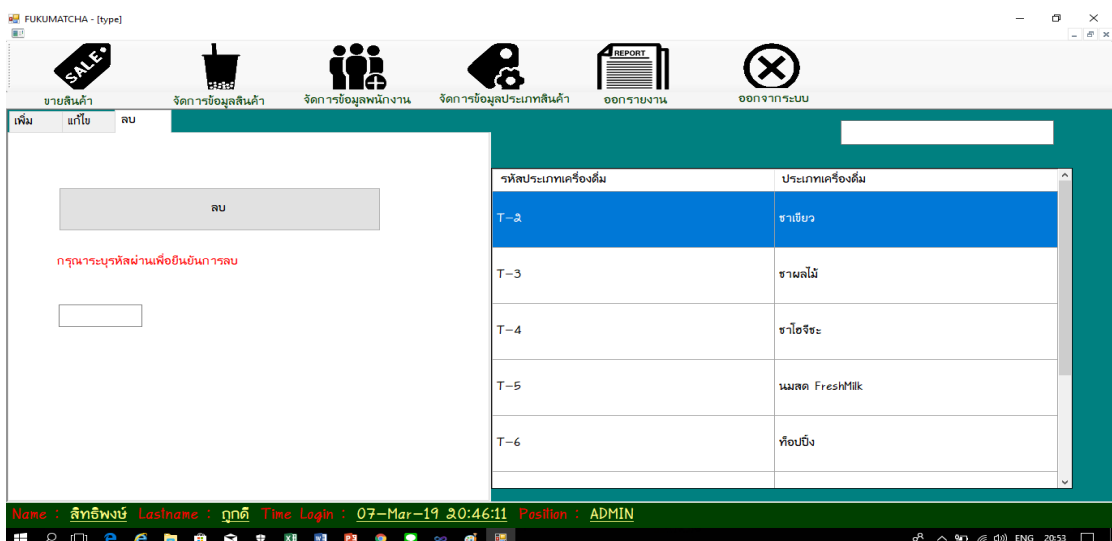 FUKUMATCHA - [type]
SALE
REPORT
ขายสินค้า จัดการข้อมูลสินค้า จัดการข้อมูลพนักงาน จัดการข้อมูลประเภทสินค้า ออกรายงาน ออกจากระบบ
เพิ่ม แก้ไข ลบ
รหัสประเภทเครื่องดื่ม ประเภทเครื่องดื่ม
ลบ
T-2 ชาเขียว
กรุณาระบุรหัสผ่านเพื่อยืนยันการลบ
T-3 ชาผลไม้
T-4 ชาโฮจิชะ
T-5 นมสด FreshMilk
T-6 ท็อปปิ้ง
Name : สิทธิพงษ์ Lastname : ถูกดี Time Login : 07-Mar-19 20:46:11 Position : ADMIN
ENG 20:53